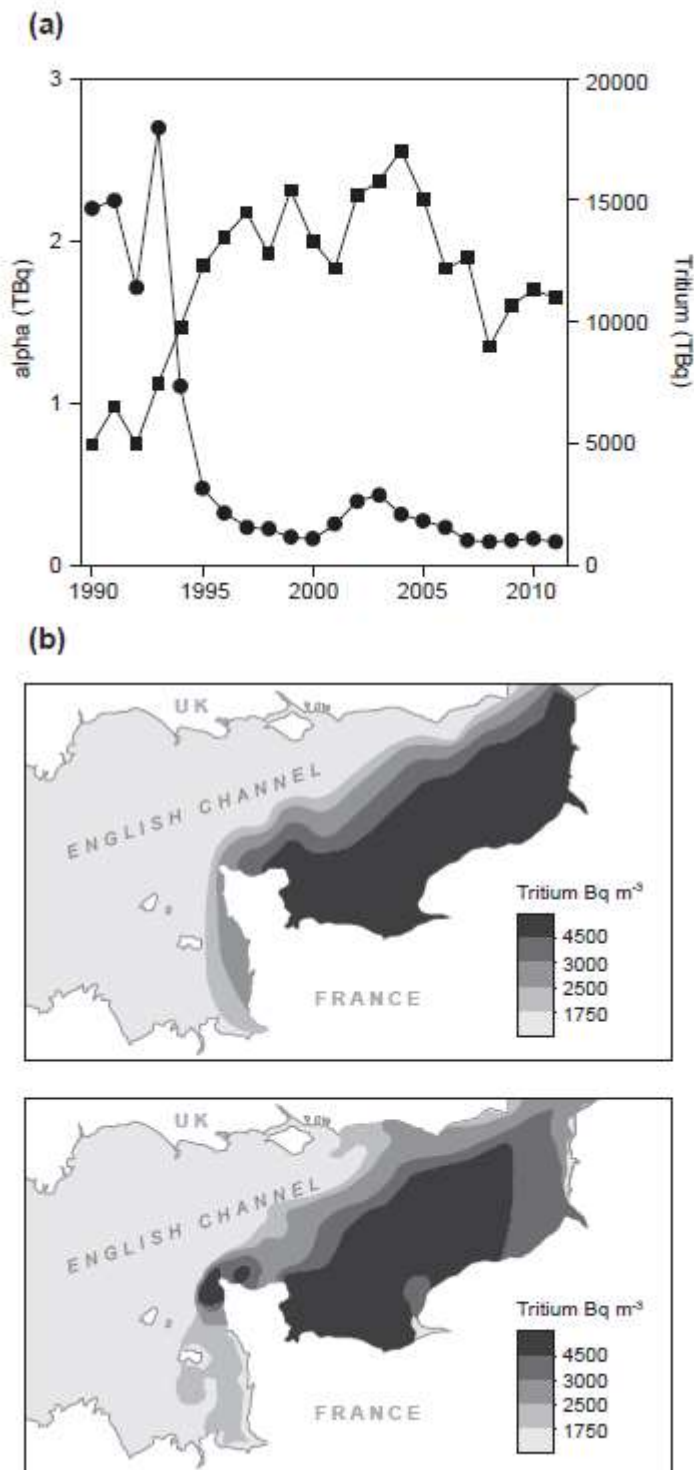 (a)
3
2
1
0
alpha (TBq)
20000
15000
10000
5000
0
Tritium (TBq)
1990
1995
2000
2005
2010
(b)
UK
ENGLISH CHANNEL
FRANCE
Tritium Bq m⁻³
4500
3000
2500
1750
UK
ENGLISH CHANNEL
FRANCE
Tritium Bq m⁻³
4500
3000
2500
1750